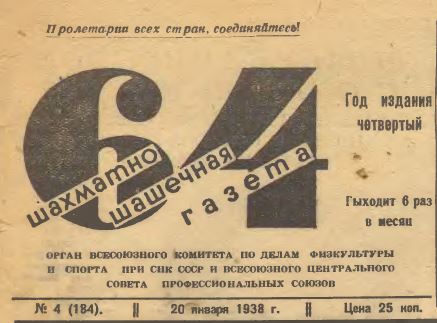 Пролетарии всех стран, соединяйтесь!
64
шахматно
шашечная
газета
Год издания
четвертый
Выходит 6 раз
в месяц
ОРГАН ВСЕСОЮЗНОГО КОМИТЕТА ПО ДЕЛАМ ФИЗКУЛЬТУРЫ
И СПОРТА ПРИ СНК СССР И ВСЕСОЮЗНОГО ЦЕНТРАЛЬНОГО
СОВЕТА ПРОФЕССИОНАЛЬНЫХ СОЮЗОВ
№ 4 (184). || 20 января 1938 г. || Цена 25 коп.